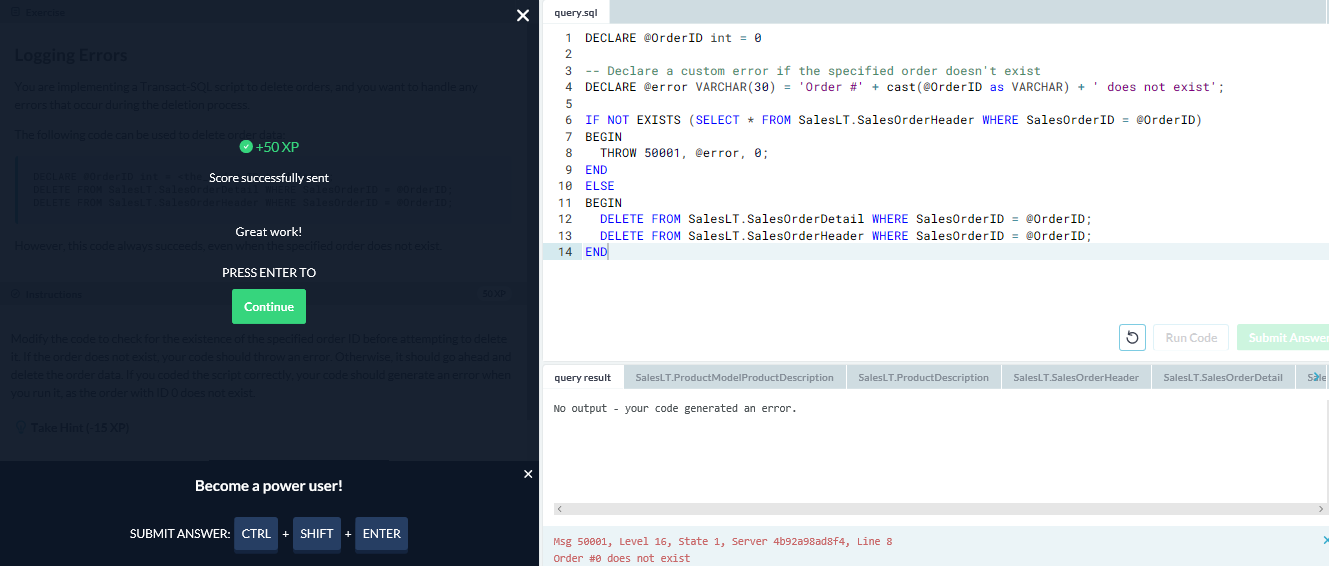 Exercise
Logging Errors
You are implementing a Transact-SQL script to delete orders, and you want to handle any
errors that occur during the deletion process.
The following code can be used to delete order data:
+50 XP
Score successfully sent
DECLARE @OrderID int =
DELETE FROM SalesLT.SalesOrderDetail WHERE SalesOrderID = @OrderID;
DELETE FROM SalesLT.SalesOrderHeader WHERE SalesOrderID = @OrderID;
Great work!
However, this code always succeeds, even when the specified order does not exist.
PRESS ENTER TO
Continue
Instructions
50 XP
Modify the code to check for the existence of the specified order ID before attempting to delete
it. If the order does not exist, your code should throw an error. Otherwise, it should go ahead and
delete the order data. If you coded the script correctly, your code should generate an error when
you run it, as the order with ID 0 does not exist.
Take Hint (-15 XP)
Become a power user!
SUBMIT ANSWER: CTRL + SHIFT + ENTER
query.sql
1 DECLARE @OrderID int = 0
2
3 -- Declare a custom error if the specified order doesn't exist
4 DECLARE @error VARCHAR(30) = 'Order #' + cast(@OrderID as VARCHAR) + ' does not exist';
5
6 IF NOT EXISTS (SELECT * FROM SalesLT.SalesOrderHeader WHERE SalesOrderID = @OrderID)
7 BEGIN
8 THROW 50001, @error, 0;
9 END
10 ELSE
11 BEGIN
12 DELETE FROM SalesLT.SalesOrderDetail WHERE SalesOrderID = @OrderID;
13 DELETE FROM SalesLT.SalesOrderHeader WHERE SalesOrderID = @OrderID;
14 END
Run Code
Submit Answer
query result
SalesLT.ProductModelProductDescription
SalesLT.ProductDescription
SalesLT.SalesOrderHeader
SalesLT.SalesOrderDetail
No output - your code generated an error.
Msg 50001, Level 16, State 1, Server 4b92a98ad8f4, Line 8
Order #0 does not exist